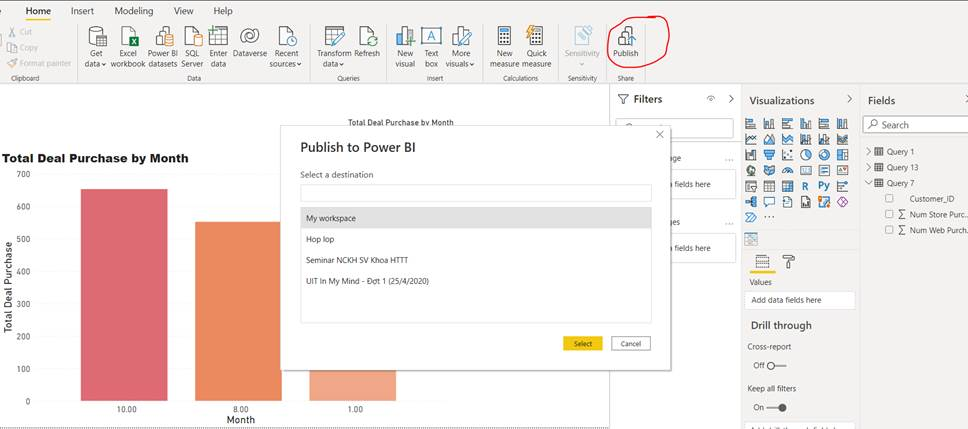 Home Insert Modeling View Help
Cut
Copy
Format painter
Clipboard
Get data
Excel workbook
Power BI datasets
SQL Server
Enter data
Dataverse
Recent sources
Data
Transform data
Refresh
Queries
New visual
Text box
More visuals
Insert
New measure
Quick measure
Calculations
Sensitivity
Sensitivity
Publish
Share
Total Deal Purchase by Month
Total Deal Purchase by Month
Total Deal Purchase
700
600
500
400
300
200
100
0
10.00 8.00 1.00
Month
Publish to Power BI
Select a destination
My workspace
Hop lop
Seminar NCKH SV Khoa HTTT
UIT In My Mind - Đợt 1 (25/4/2020)
Select Cancel
Filters
...
fields here
...
fields here
Visualizations
R Py
...
Values
Add data fields here
Drill through
Cross-report
Off
Keep all filters
On
Fields
Search
Query 1
Query 13
Query 7
Customer_ID
Num Store Purc...
Num Web Purch...